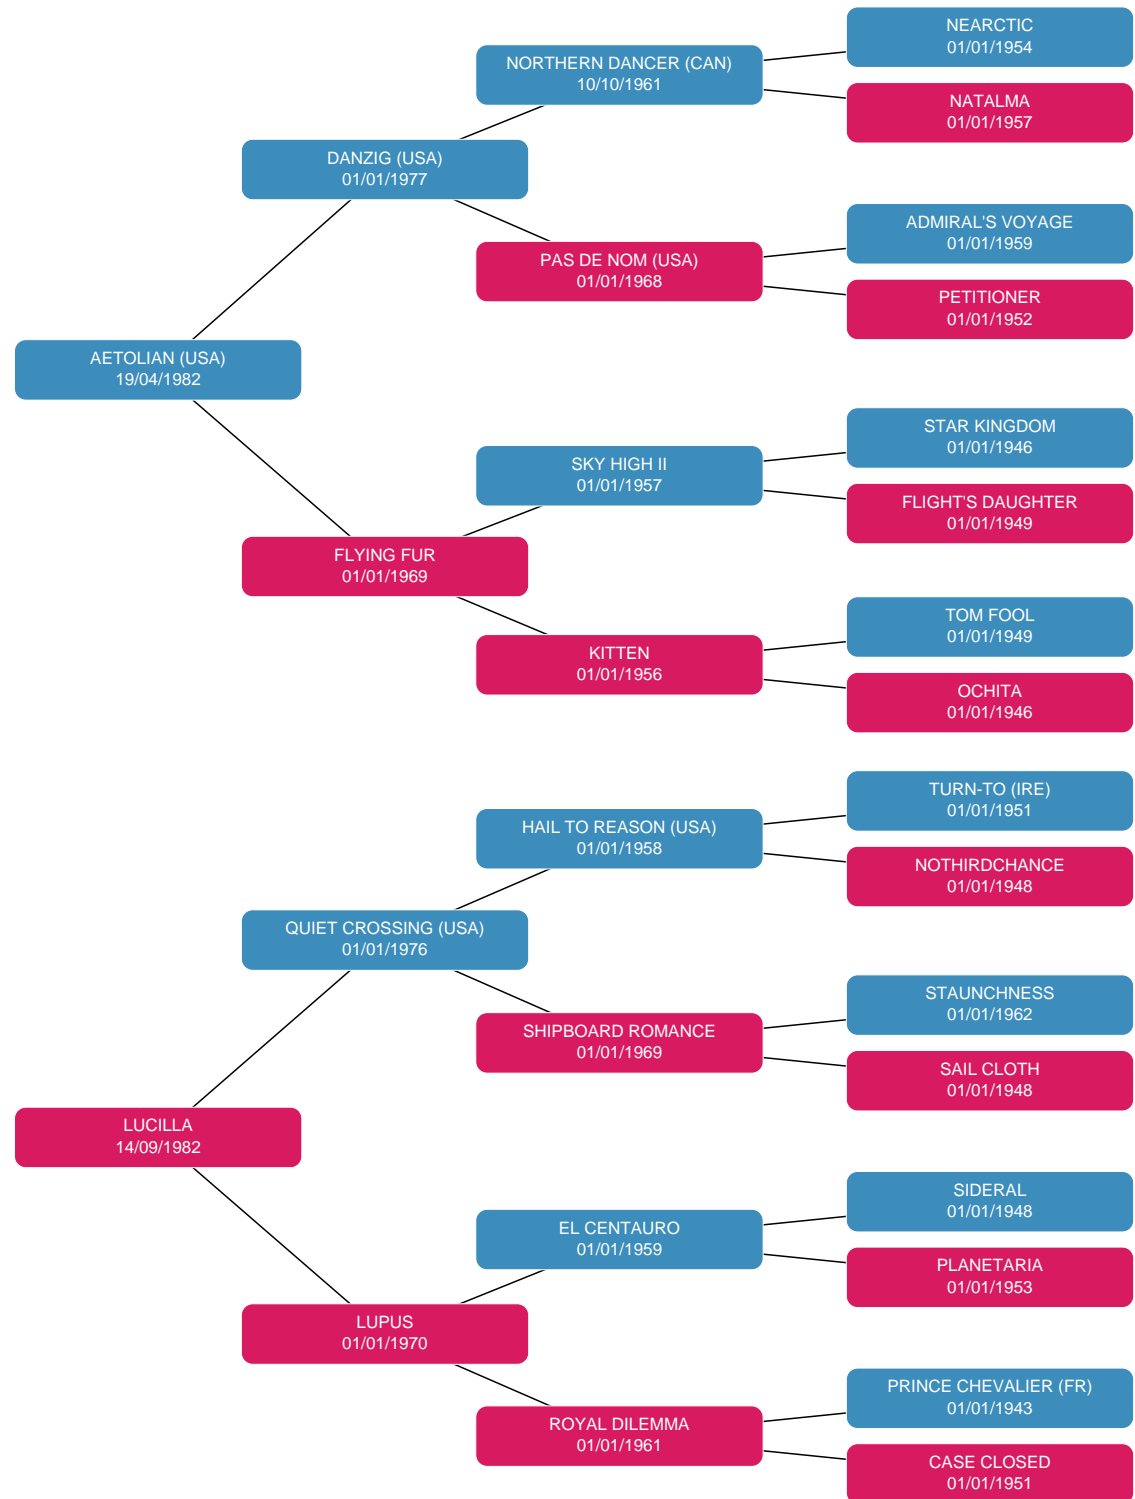 NEARCTIC
01/01/1954
NORTHERN DANCER (CAN)
10/10/1961
NATALMA
01/01/1957
DANZIG (USA)
01/01/1977
ADMIRAL'S VOYAGE
01/01/1959
PAS DE NOM (USA)
01/01/1968
PETITIONER
01/01/1952
AETOLIAN (USA)
19/04/1982
STAR KINGDOM
01/01/1946
SKY HIGH II
01/01/1957
FLIGHT'S DAUGHTER
01/01/1949
FLYING FUR
01/01/1969
TOM FOOL
01/01/1949
KITTEN
01/01/1956
OCHITA
01/01/1946
TURN-TO (IRE)
01/01/1951
HAIL TO REASON (USA)
01/01/1958
NOTHIRDCHANCE
01/01/1948
QUIET CROSSING (USA)
01/01/1976
STAUNCHNESS
01/01/1962
SHIPBOARD ROMANCE
01/01/1969
SAIL CLOTH
01/01/1948
LUCILLA
14/09/1982
SIDERAL
01/01/1948
EL CENTAURO
01/01/1959
PLANETARIA
01/01/1953
LUPUS
01/01/1970
PRINCE CHEVALIER (FR)
01/01/1943
ROYAL DILEMMA
01/01/1961
CASE CLOSED
01/01/1951